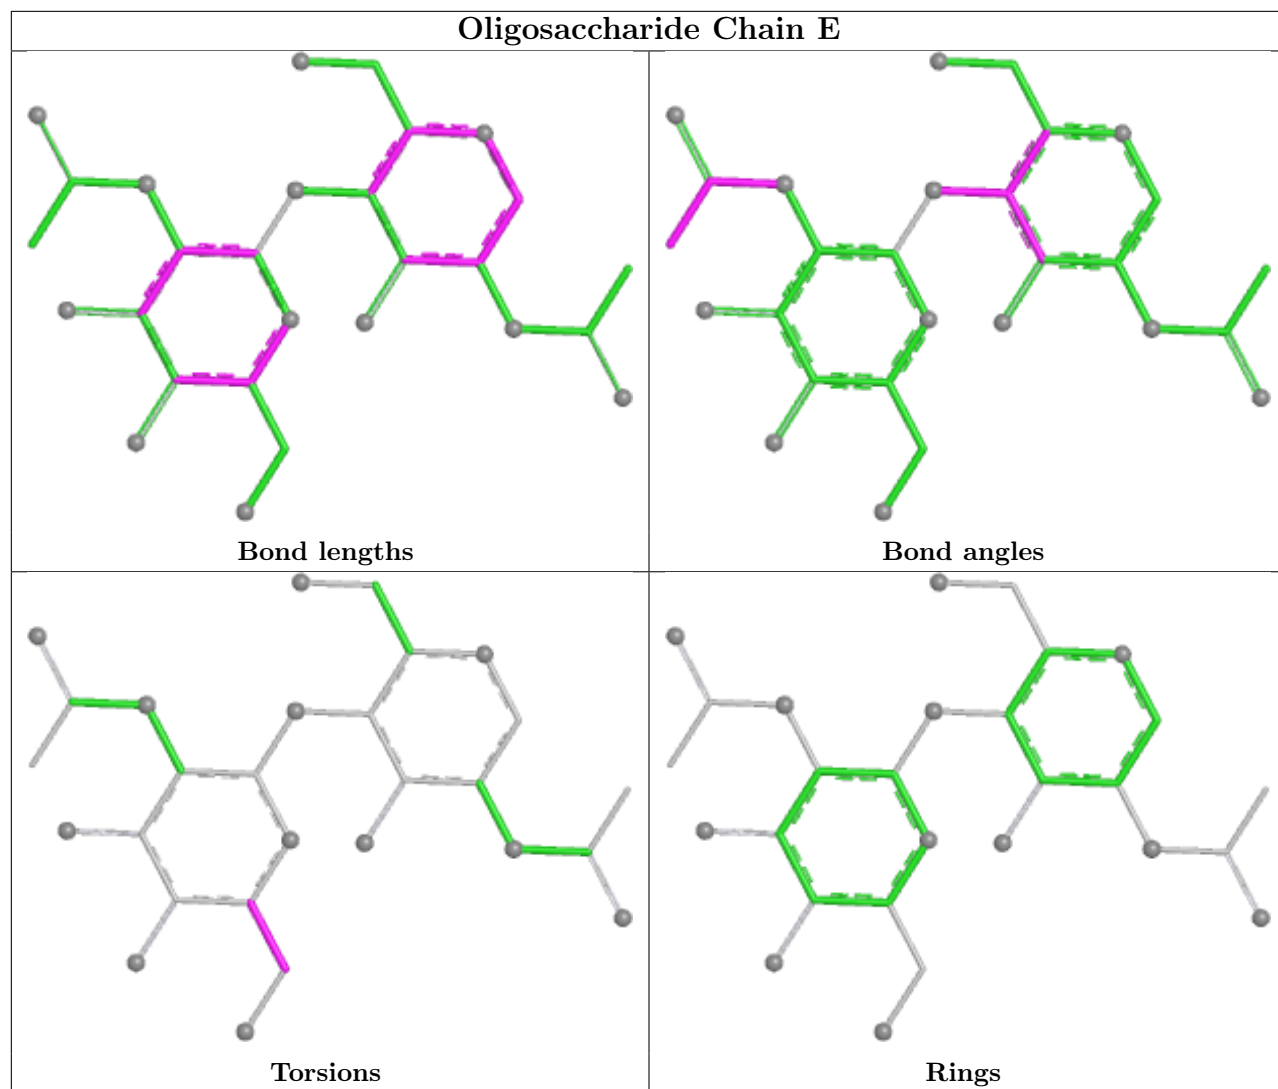 Oligosaccharide Chain E
Bond lengths
Bond angles
Torsions
Rings